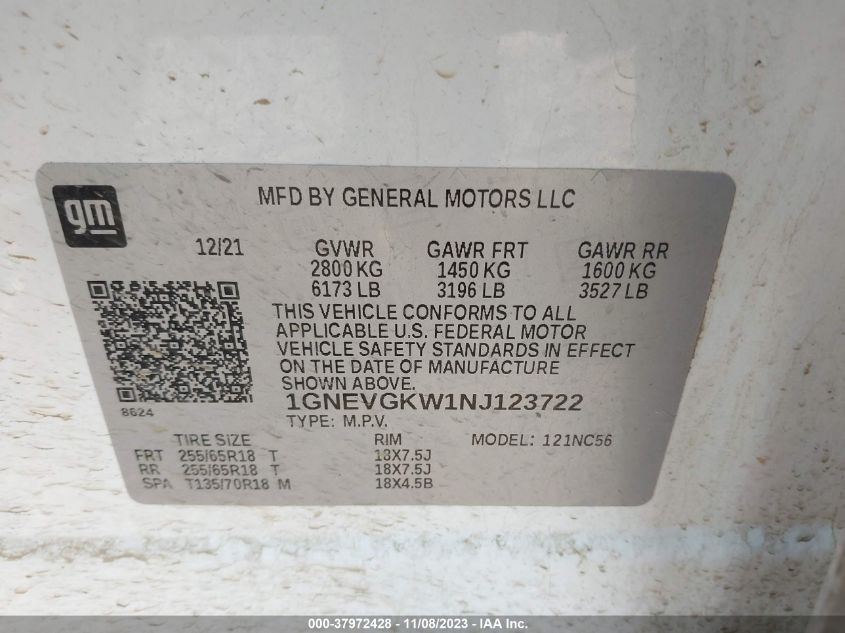 gm
MFD BY GENERAL MOTORS LLC
12/21 GVWR GAWR FRT GAWR RR
2800 KG 1450 KG 1600 KG
6173 LB 3196 LB 3527 LB
THIS VEHICLE CONFORMS TO ALL
APPLICABLE U.S. FEDERAL MOTOR
VEHICLE SAFETY STANDARDS IN EFFECT
ON THE DATE OF MANUFACTURE
SHOWN ABOVE.
8624
1GNEVGKW1NJ123722
TYPE: M.P.V. MODEL: 121NC56
TIRE SIZE RIM
FRT 255/65R18 T 18X7.5J
RR 255/65R18 T 18X7.5J
SPA T135/70R18 M 18X4.5B
000-37972428 - 11/08/2023 - IAA Inc.